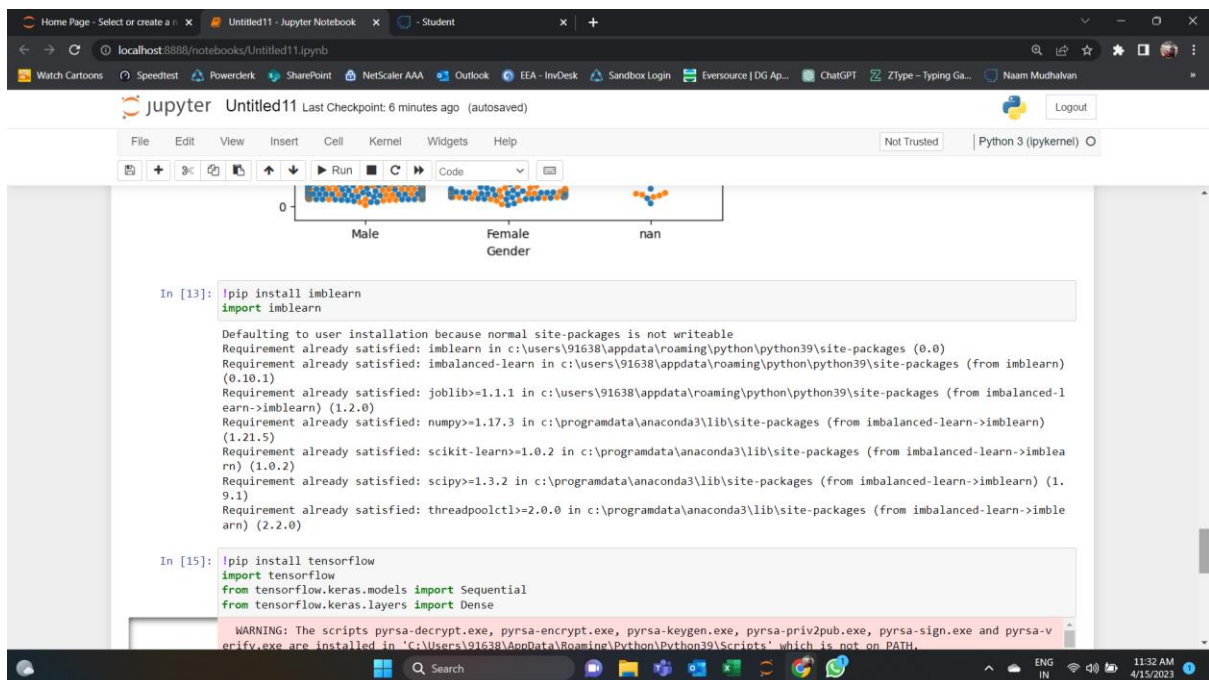 Home Page - Select or create a n
Untitled11 - Jupyter Notebook
- Student
localhost:8888/notebooks/Untitled11.ipynb
Watch Cartoons Speedtest Powerclerk SharePoint NetScaler AAA Outlook EEA - InvDesk Sandbox Login Eversource | DG Ap... ChatGPT ZType – Typing Ga... Naam Mudhalvan »
jupyter Untitled11 Last Checkpoint: 6 minutes ago (autosaved) Logout
File Edit View Insert Cell Kernel Widgets Help Not Trusted Python 3 (ipykernel)
Run Code
0
Male Female nan
Gender
In [13]: !pip install imblearn
import imblearn
Defaulting to user installation because normal site-packages is not writeable
Requirement already satisfied: imblearn in c:\users\91638\appdata\roaming\python\python39\site-packages (0.0)
Requirement already satisfied: imbalanced-learn in c:\users\91638\appdata\roaming\python\python39\site-packages (from imblearn)
(0.10.1)
Requirement already satisfied: joblib>=1.1.1 in c:\users\91638\appdata\roaming\python\python39\site-packages (from imbalanced-l
earn->imblearn) (1.2.0)
Requirement already satisfied: numpy>=1.17.3 in c:\programdata\anaconda3\lib\site-packages (from imbalanced-learn->imblearn)
(1.21.5)
Requirement already satisfied: scikit-learn>=1.0.2 in c:\programdata\anaconda3\lib\site-packages (from imbalanced-learn->imblea
rn) (1.0.2)
Requirement already satisfied: scipy>=1.3.2 in c:\programdata\anaconda3\lib\site-packages (from imbalanced-learn->imblearn) (1.
9.1)
Requirement already satisfied: threadpoolctl>=2.0.0 in c:\programdata\anaconda3\lib\site-packages (from imbalanced-learn->imble
arn) (2.2.0)
In [15]: !pip install tensorflow
import tensorflow
from tensorflow.keras.models import Sequential
from tensorflow.keras.layers import Dense
WARNING: The scripts pyrsa-decrypt.exe, pyrsa-encrypt.exe, pyrsa-keygen.exe, pyrsa-priv2pub.exe, pyrsa-sign.exe and pyrsa-v
erify.exe are installed in 'C:\Users\91638\AppData\Roaming\Python\Python39\Scripts' which is not on PATH.
Search
ENG
IN
11:32 AM
4/15/2023
1